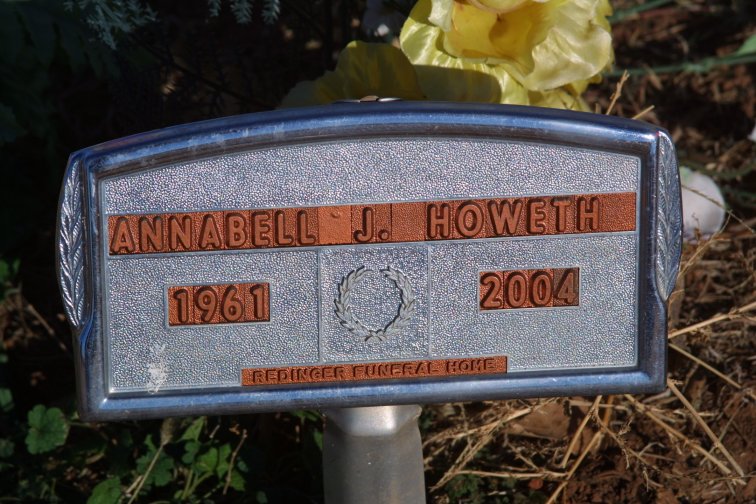 ANNABELL J. HOWETH
1961 2004
REDINGER FUNERAL HOME